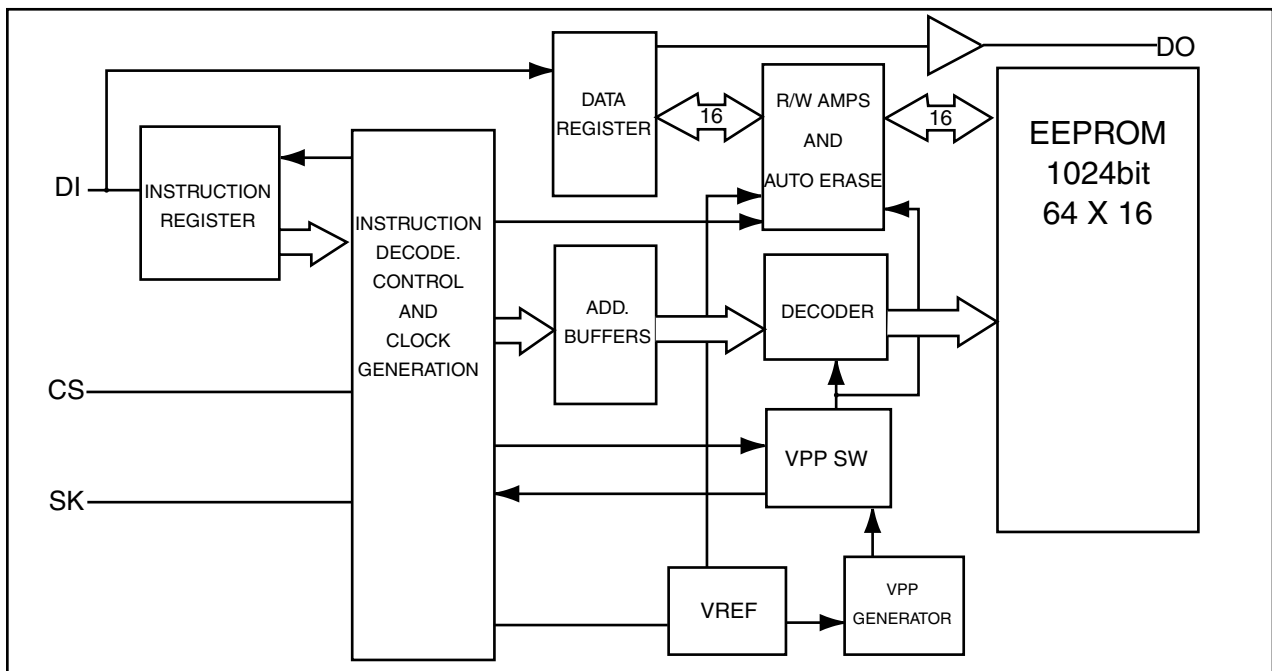 DO
DATA
REGISTER
16
R/W AMPS
AND
AUTO ERASE
16
EEPROM
1024bit
64 X 16
DI
INSTRUCTION
REGISTER
INSTRUCTION
DECODE.
CONTROL
AND
CLOCK
GENERATION
ADD.
BUFFERS
DECODER
CS
VPP SW
SK
VREF
VPP
GENERATOR